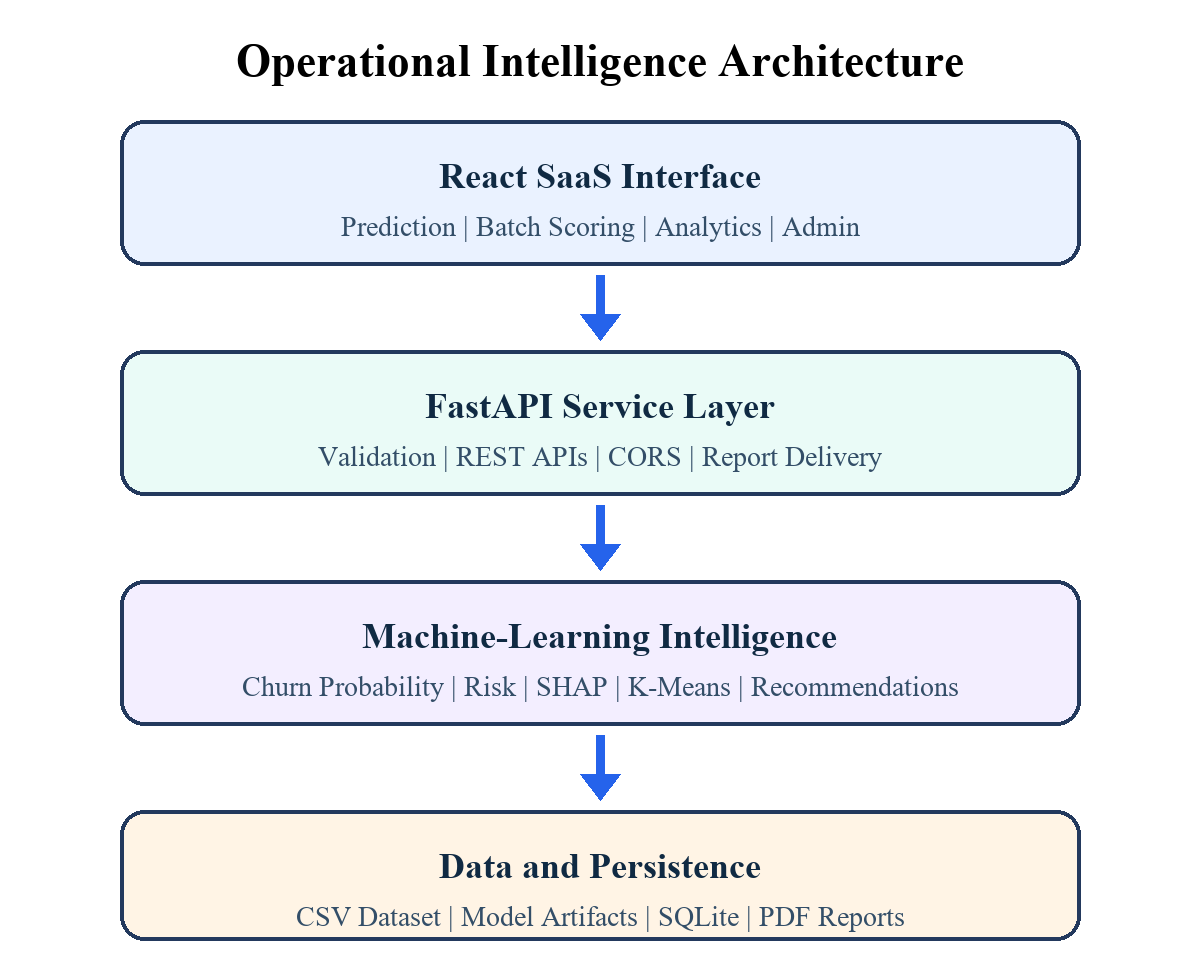 Operational Intelligence Architecture
React SaaS Interface
Prediction | Batch Scoring | Analytics | Admin
FastAPI Service Layer
Validation | REST APIs | CORS | Report Delivery
Machine-Learning Intelligence
Churn Probability | Risk | SHAP | K-Means | Recommendations
Data and Persistence
CSV Dataset | Model Artifacts | SQLite | PDF Reports